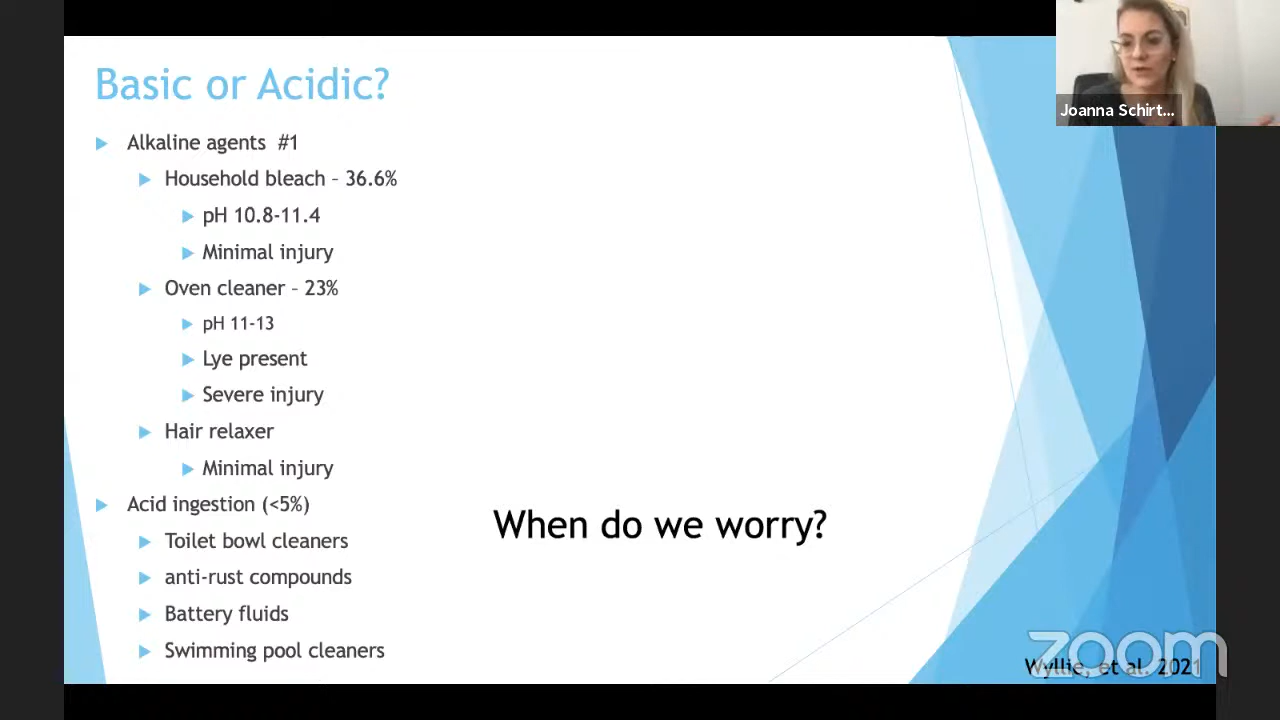 Basic or Acidic?
Alkaline agents #1
Household bleach – 36.6%
pH 10.8-11.4
Minimal injury
Oven cleaner – 23%
pH 11-13
Lye present
Severe injury
Hair relaxer
Minimal injury
Acid ingestion (<5%)
Toilet bowl cleaners
anti-rust compounds
Battery fluids
Swimming pool cleaners
When do we worry?
Wyllie, et al. 2021
zoom
Joanna Schirt...